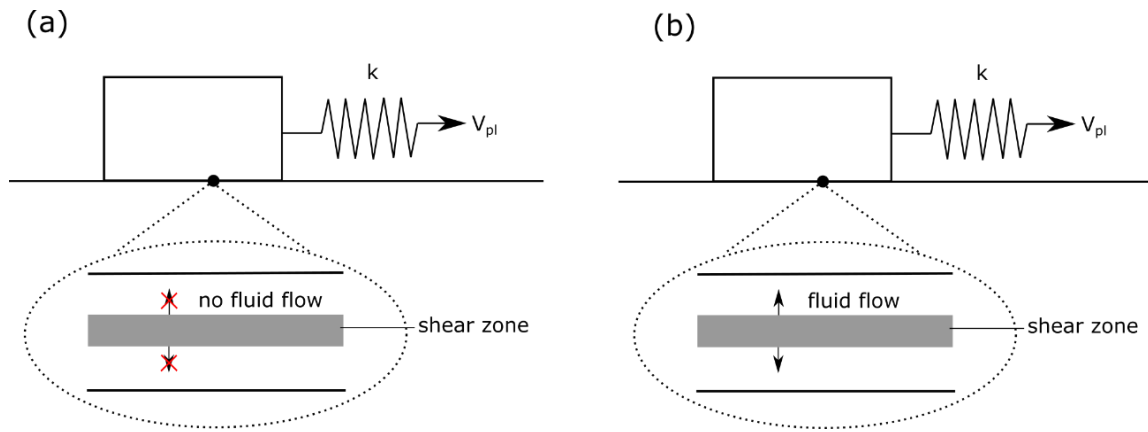 (a)
k
V_pl
no fluid flow
shear zone
(b)
k
V_pl
fluid flow
shear zone